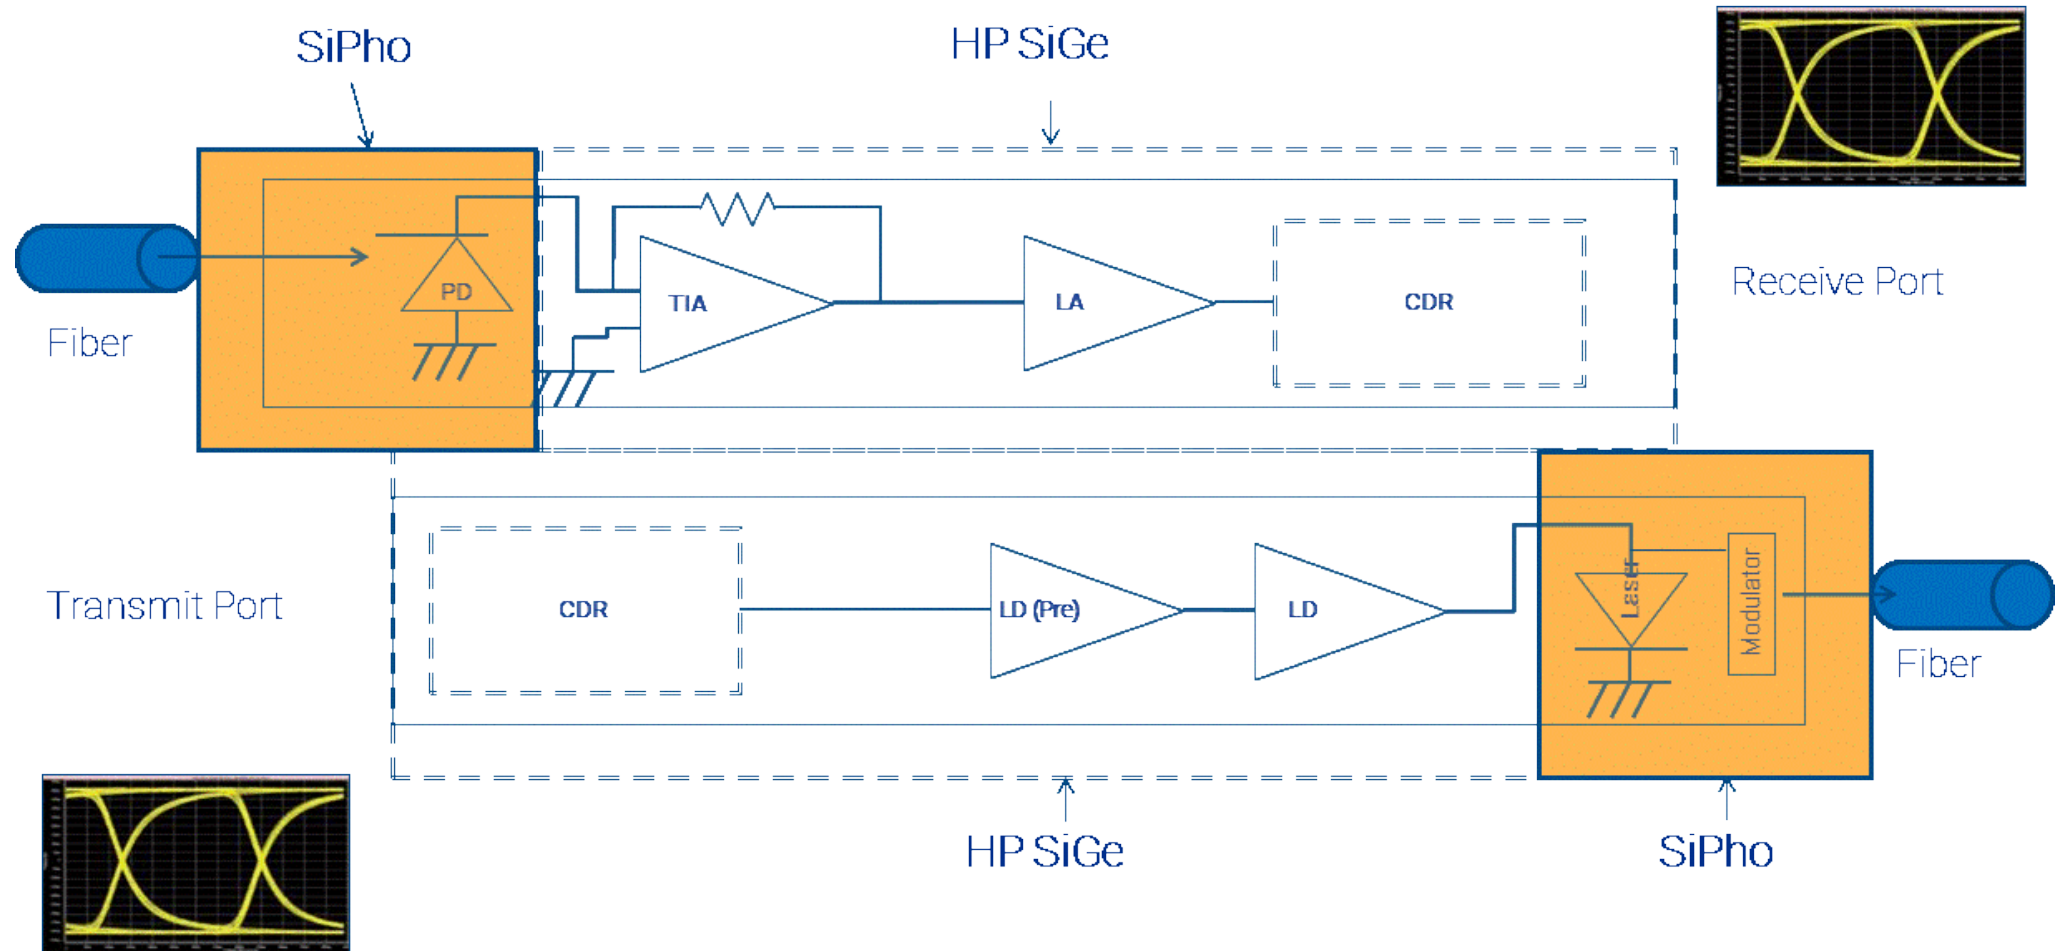 SiPho
HP SiGe
PD
TIA
LA
CDR
Receive Port
Fiber
Transmit Port
CDR
LD (Pre)
LD
Laser
Modulator
Fiber
HP SiGe
SiPho